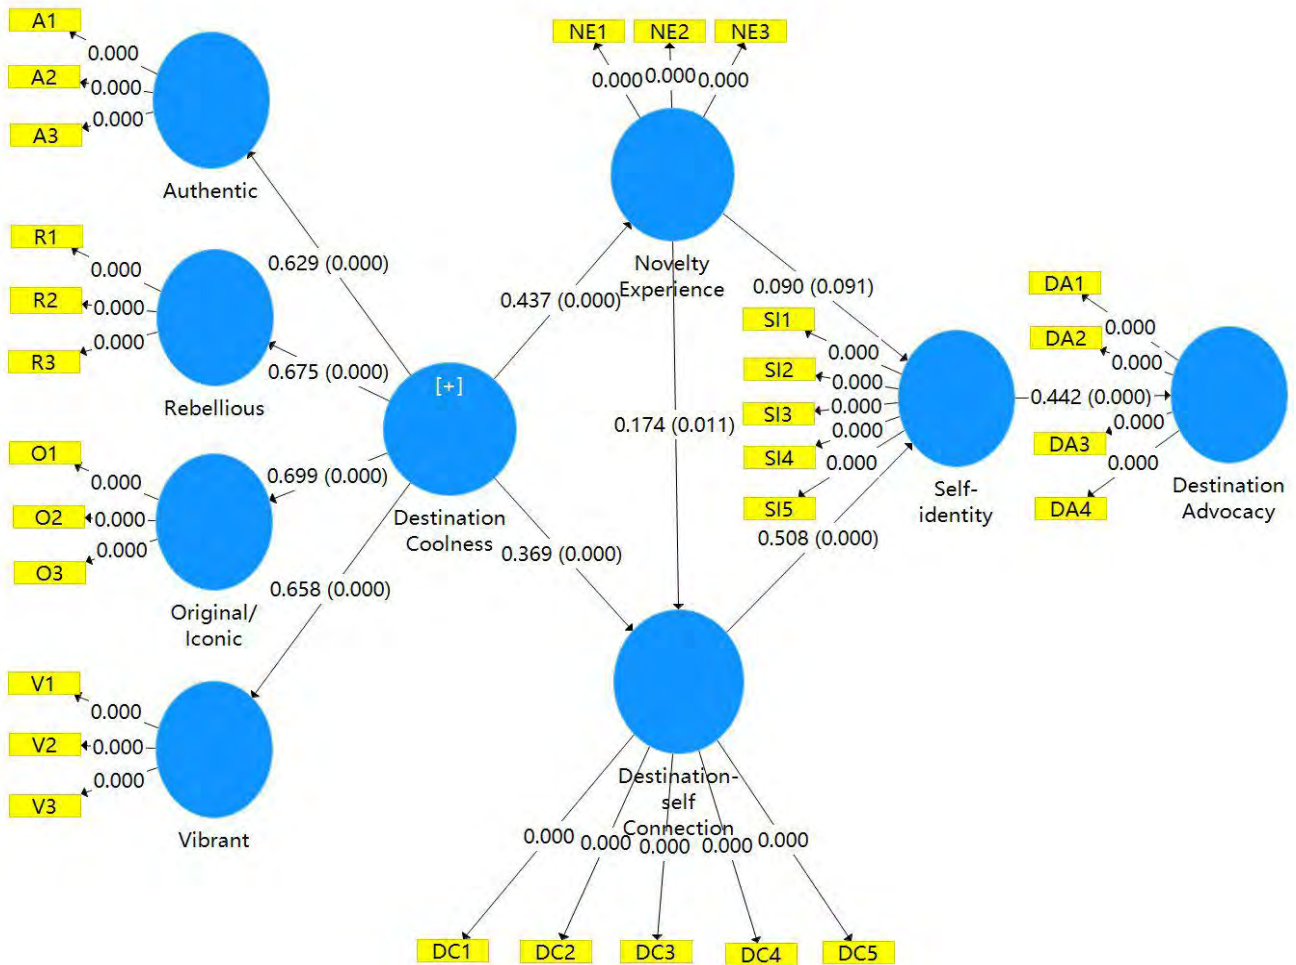 A1
0.000
A2
0.000
A3
0.000
Authentic
R1
0.000
R2
0.000
R3
0.000
Rebellious
O1
0.000
O2
0.000
O3
0.000
Original/
Iconic
V1
0.000
V2
0.000
V3
0.000
Vibrant
0.629 (0.000)
0.675 (0.000)
0.699 (0.000)
0.658 (0.000)
[+]
Destination
Coolness
0.437 (0.000)
0.369 (0.000)
NE1
NE2
NE3
0.000
0.000
0.000
Novelty
Experience
0.174 (0.011)
0.090 (0.091)
0.508 (0.000)
SI1
0.000
SI2
0.000
SI3
0.000
SI4
0.000
SI5
0.000
Self-
identity
0.442 (0.000)
DA1
0.000
DA2
0.000
DA3
0.000
DA4
0.000
Destination
Advocacy
Destination-
self
Connection
0.000
0.000
0.000
0.000
0.000
DC1
DC2
DC3
DC4
DC5